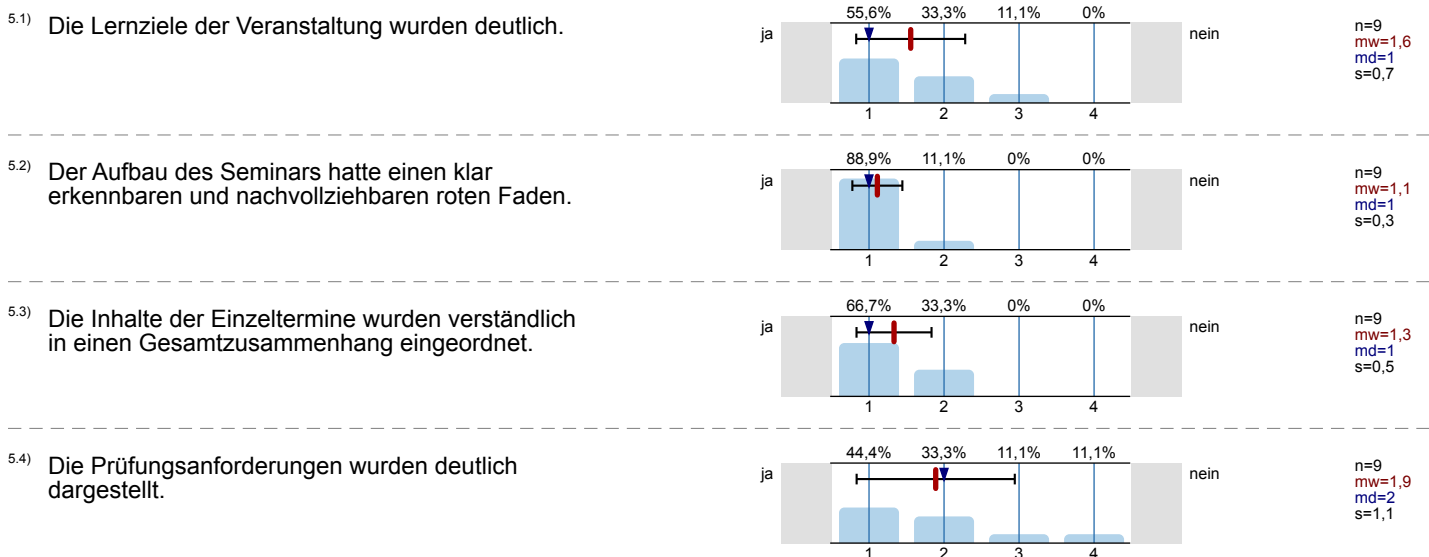 5.1) Die Lernziele der Veranstaltung wurden deutlich.
55,6% 33,3% 11,1% 0%
ja nein
1 2 3 4
n=9
mw=1,6
md=1
s=0,7
5.2) Der Aufbau des Seminars hatte einen klar
erkennbaren und nachvollziehbaren roten Faden.
88,9% 11,1% 0% 0%
ja nein
1 2 3 4
n=9
mw=1,1
md=1
s=0,3
5.3) Die Inhalte der Einzeltermine wurden verständlich
in einen Gesamtzusammenhang eingeordnet.
66,7% 33,3% 0% 0%
ja nein
1 2 3 4
n=9
mw=1,3
md=1
s=0,5
5.4) Die Prüfungsanforderungen wurden deutlich
dargestellt.
44,4% 33,3% 11,1% 11,1%
ja nein
1 2 3 4
n=9
mw=1,9
md=2
s=1,1